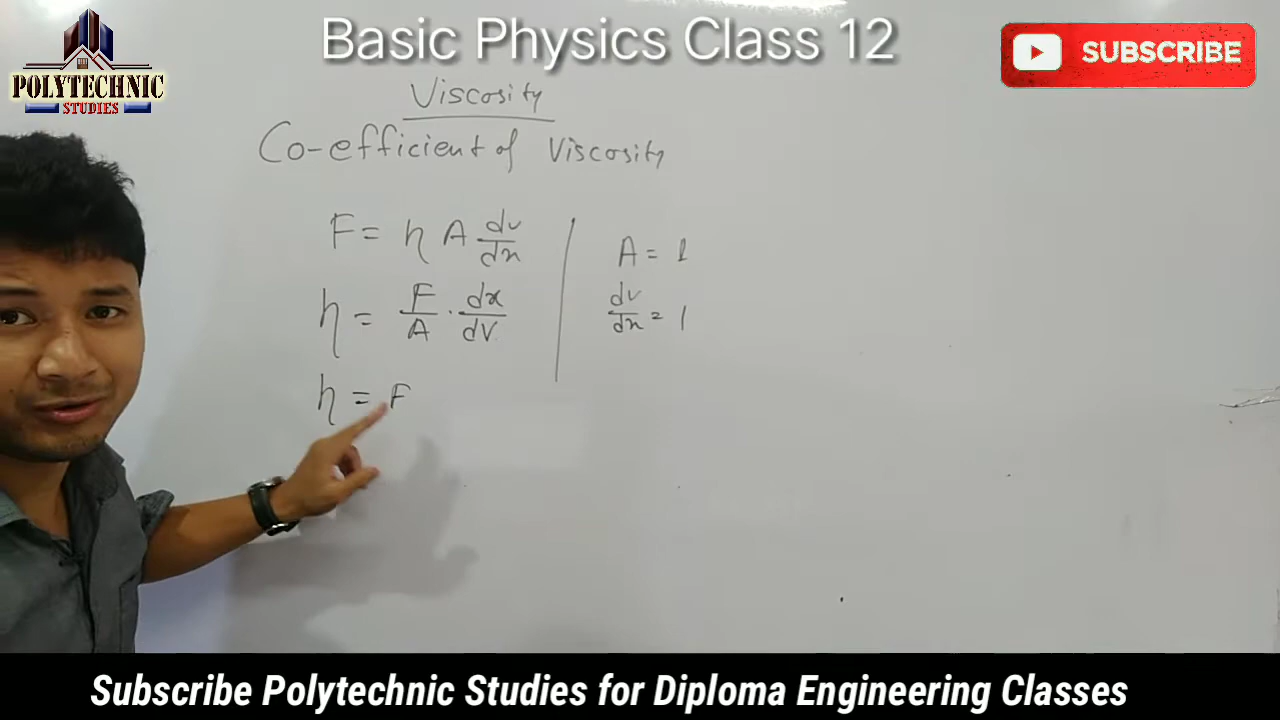 Basic Physics Class 12
POLYTECHNIC
STUDIES
SUBSCRIBE
Viscosity
Co-efficient of Viscosity
F = η A dv/dx
η = F/A · dx/dV
η = F
A = 1
dv/dx = 1
Subscribe Polytechnic Studies for Diploma Engineering Classes